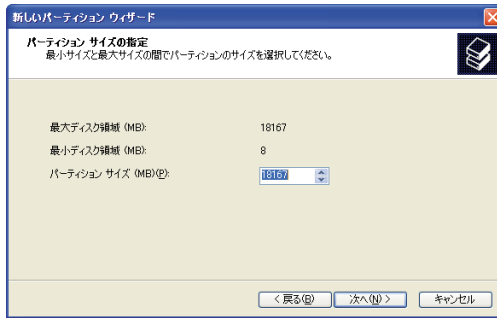 新しいパーティション ウィザード
パーティション サイズの指定
最小サイズと最大サイズの間でパーティションのサイズを選択してください。
最大ディスク領域 (MB): 18167
最小ディスク領域 (MB): 8
パーティション サイズ (MB)(P): 18167
< 戻る(B) 次へ(N) > キャンセル